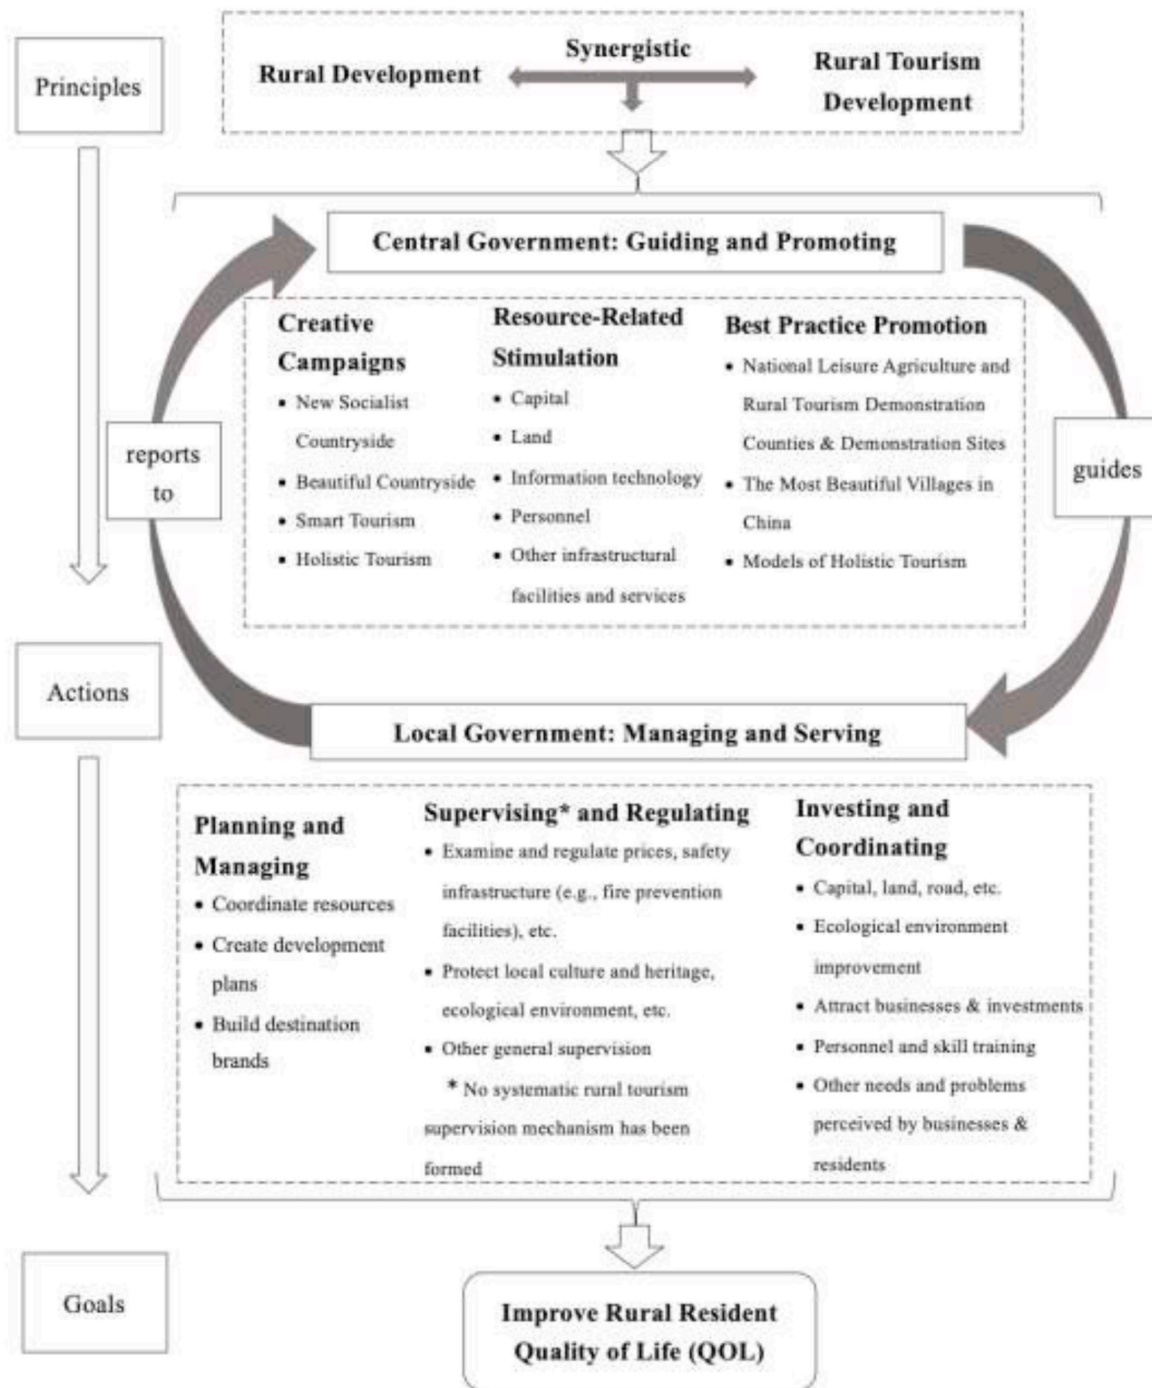 Principles
Rural Development
Synergistic
Rural Tourism
Development
Central Government: Guiding and Promoting
Creative
Campaigns
▪ New Socialist
Countryside
▪ Beautiful Countryside
▪ Smart Tourism
▪ Holistic Tourism
Resource-Related
Stimulation
• Capital
• Land
• Information technology
• Personnel
• Other infrastructural
facilities and services
Best Practice Promotion
• National Leisure Agriculture and
Rural Tourism Demonstration
Counties & Demonstration Sites
• The Most Beautiful Villages in
China
• Models of Holistic Tourism
reports
to
guides
Actions
Local Government: Managing and Serving
Planning and
Managing
• Coordinate resources
• Create development
plans
• Build destination
brands
Supervising* and Regulating
• Examine and regulate prices, safety
infrastructure (e.g., fire prevention
facilities), etc.
• Protect local culture and heritage,
ecological environment, etc.
• Other general supervision
* No systematic rural tourism
supervision mechanism has been
formed
Investing and
Coordinating
• Capital, land, road, etc.
• Ecological environment
improvement
• Attract businesses & investments
• Personnel and skill training
• Other needs and problems
perceived by businesses &
residents
Goals
Improve Rural Resident
Quality of Life (QOL)